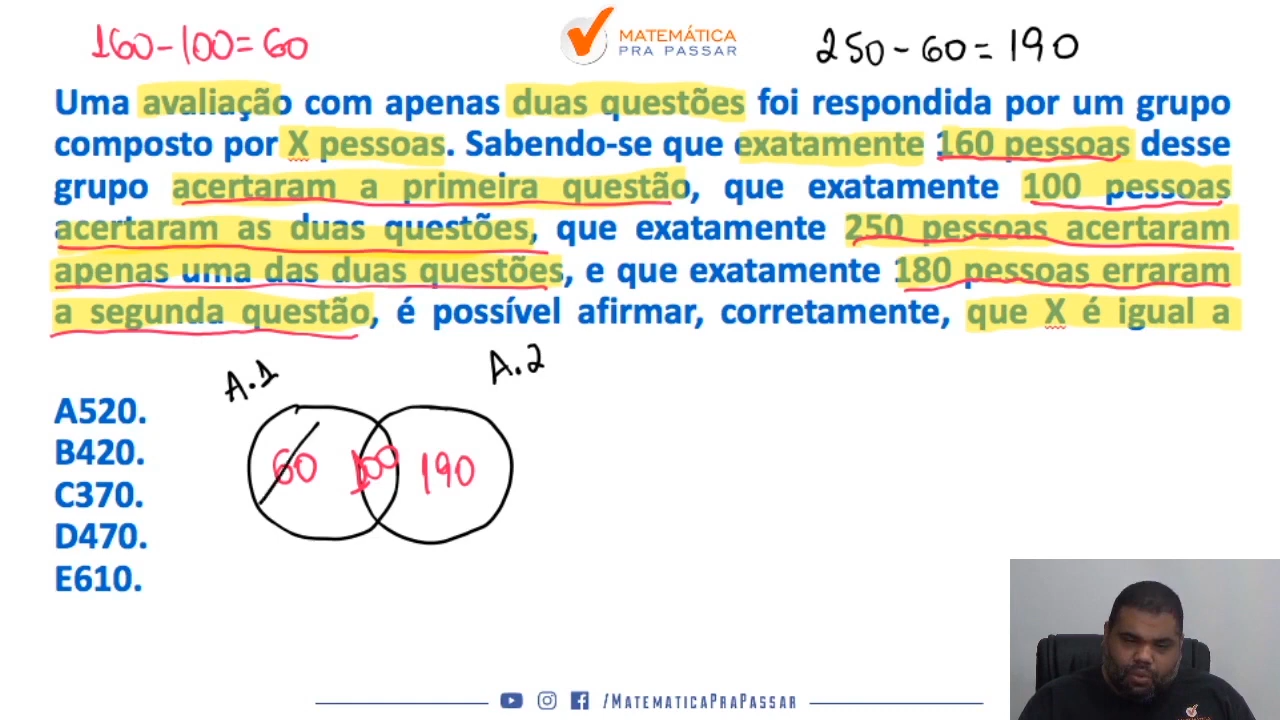 160-100=60
MATEMÁTICA
PRA PASSAR
250-60=190
Uma avaliação com apenas duas questões foi respondida por um grupo
composto por X pessoas. Sabendo-se que exatamente 160 pessoas desse
grupo acertaram a primeira questão, que exatamente 100 pessoas
acertaram as duas questões, que exatamente 250 pessoas acertaram
apenas uma das duas questões, e que exatamente 180 pessoas erraram
a segunda questão, é possível afirmar, corretamente, que X é igual a
A.1
A.2
A520.
B420.
C370.
D470.
E610.
60 100 190
/MATEMATICAPRAPASSAR